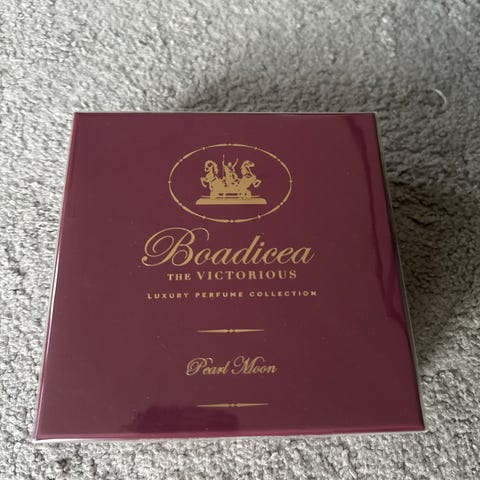 Boadicea
THE VICTORIOUS
LUXURY PERFUME COLLECTION
Pearl Moon